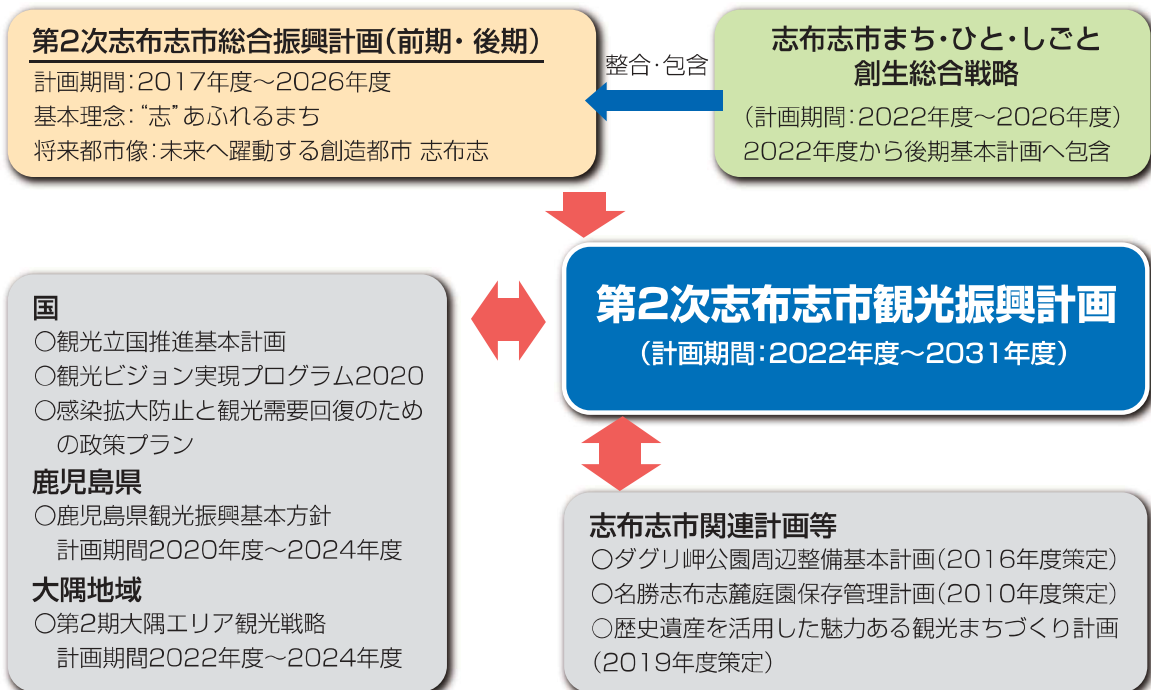 第2次志布志市総合振興計画(前期・後期)
計画期間:2017年度～2026年度
基本理念:“志”あふれるまち
将来都市像:未来へ躍動する創造都市 志布志
整合・包含
志布志市まち・ひと・しごと
創生総合戦略
(計画期間:2022年度～2026年度)
2022年度から後期基本計画へ包含
第2次志布志市観光振興計画
(計画期間:2022年度～2031年度)
国
○観光立国推進基本計画
○観光ビジョン実現プログラム2020
○感染拡大防止と観光需要回復のため
の政策プラン
鹿児島県
○鹿児島県観光振興基本方針
計画期間2020年度～2024年度
大隅地域
○第2期大隅エリア観光戦略
計画期間2022年度～2024年度
志布志市関連計画等
○ダグリ岬公園周辺整備基本計画(2016年度策定)
○名勝志布志麓庭園保存管理計画(2010年度策定)
○歴史遺産を活用した魅力ある観光まちづくり計画
(2019年度策定)